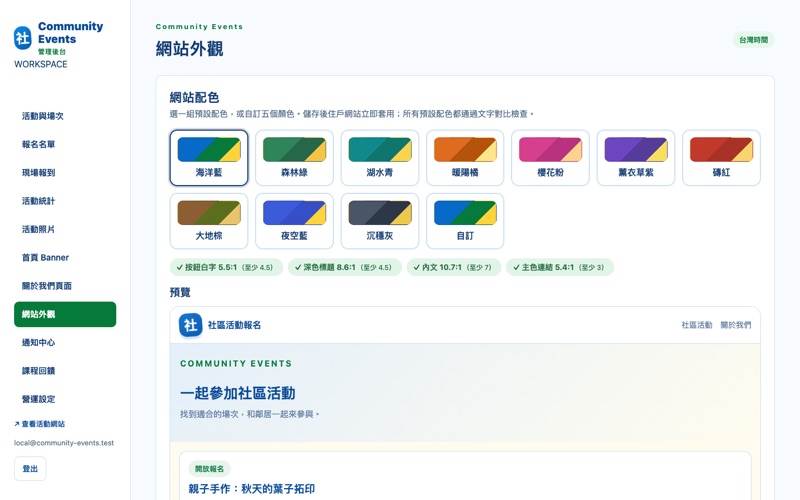 社
Community
Events
管理後台
WORKSPACE
活動與場次
報名名單
現場報到
活動統計
活動照片
首頁 Banner
關於我們頁面
網站外觀
通知中心
課程回饋
營運設定
↗ 查看活動網站
local@community-events.test
登出
Community Events
網站外觀
台灣時間
網站配色
選一組預設配色，或自訂五個顏色。儲存後住戶網站立即套用；所有預設配色都通過文字對比檢查。
海洋藍
森林綠
湖水青
暖陽橘
櫻花粉
薰衣草紫
磚紅
大地棕
夜空藍
沉穩灰
自訂
✓ 按鈕白字 5.5:1（至少 4.5）
✓ 深色標題 8.6:1（至少 4.5）
✓ 內文 10.7:1（至少 7）
✓ 主色連結 5.4:1（至少 3）
預覽
社 社區活動報名
社區活動 關於我們
COMMUNITY EVENTS
一起參加社區活動
找到適合的場次，和鄰居一起來參與。
開放報名
親子手作：秋天的葉子拓印